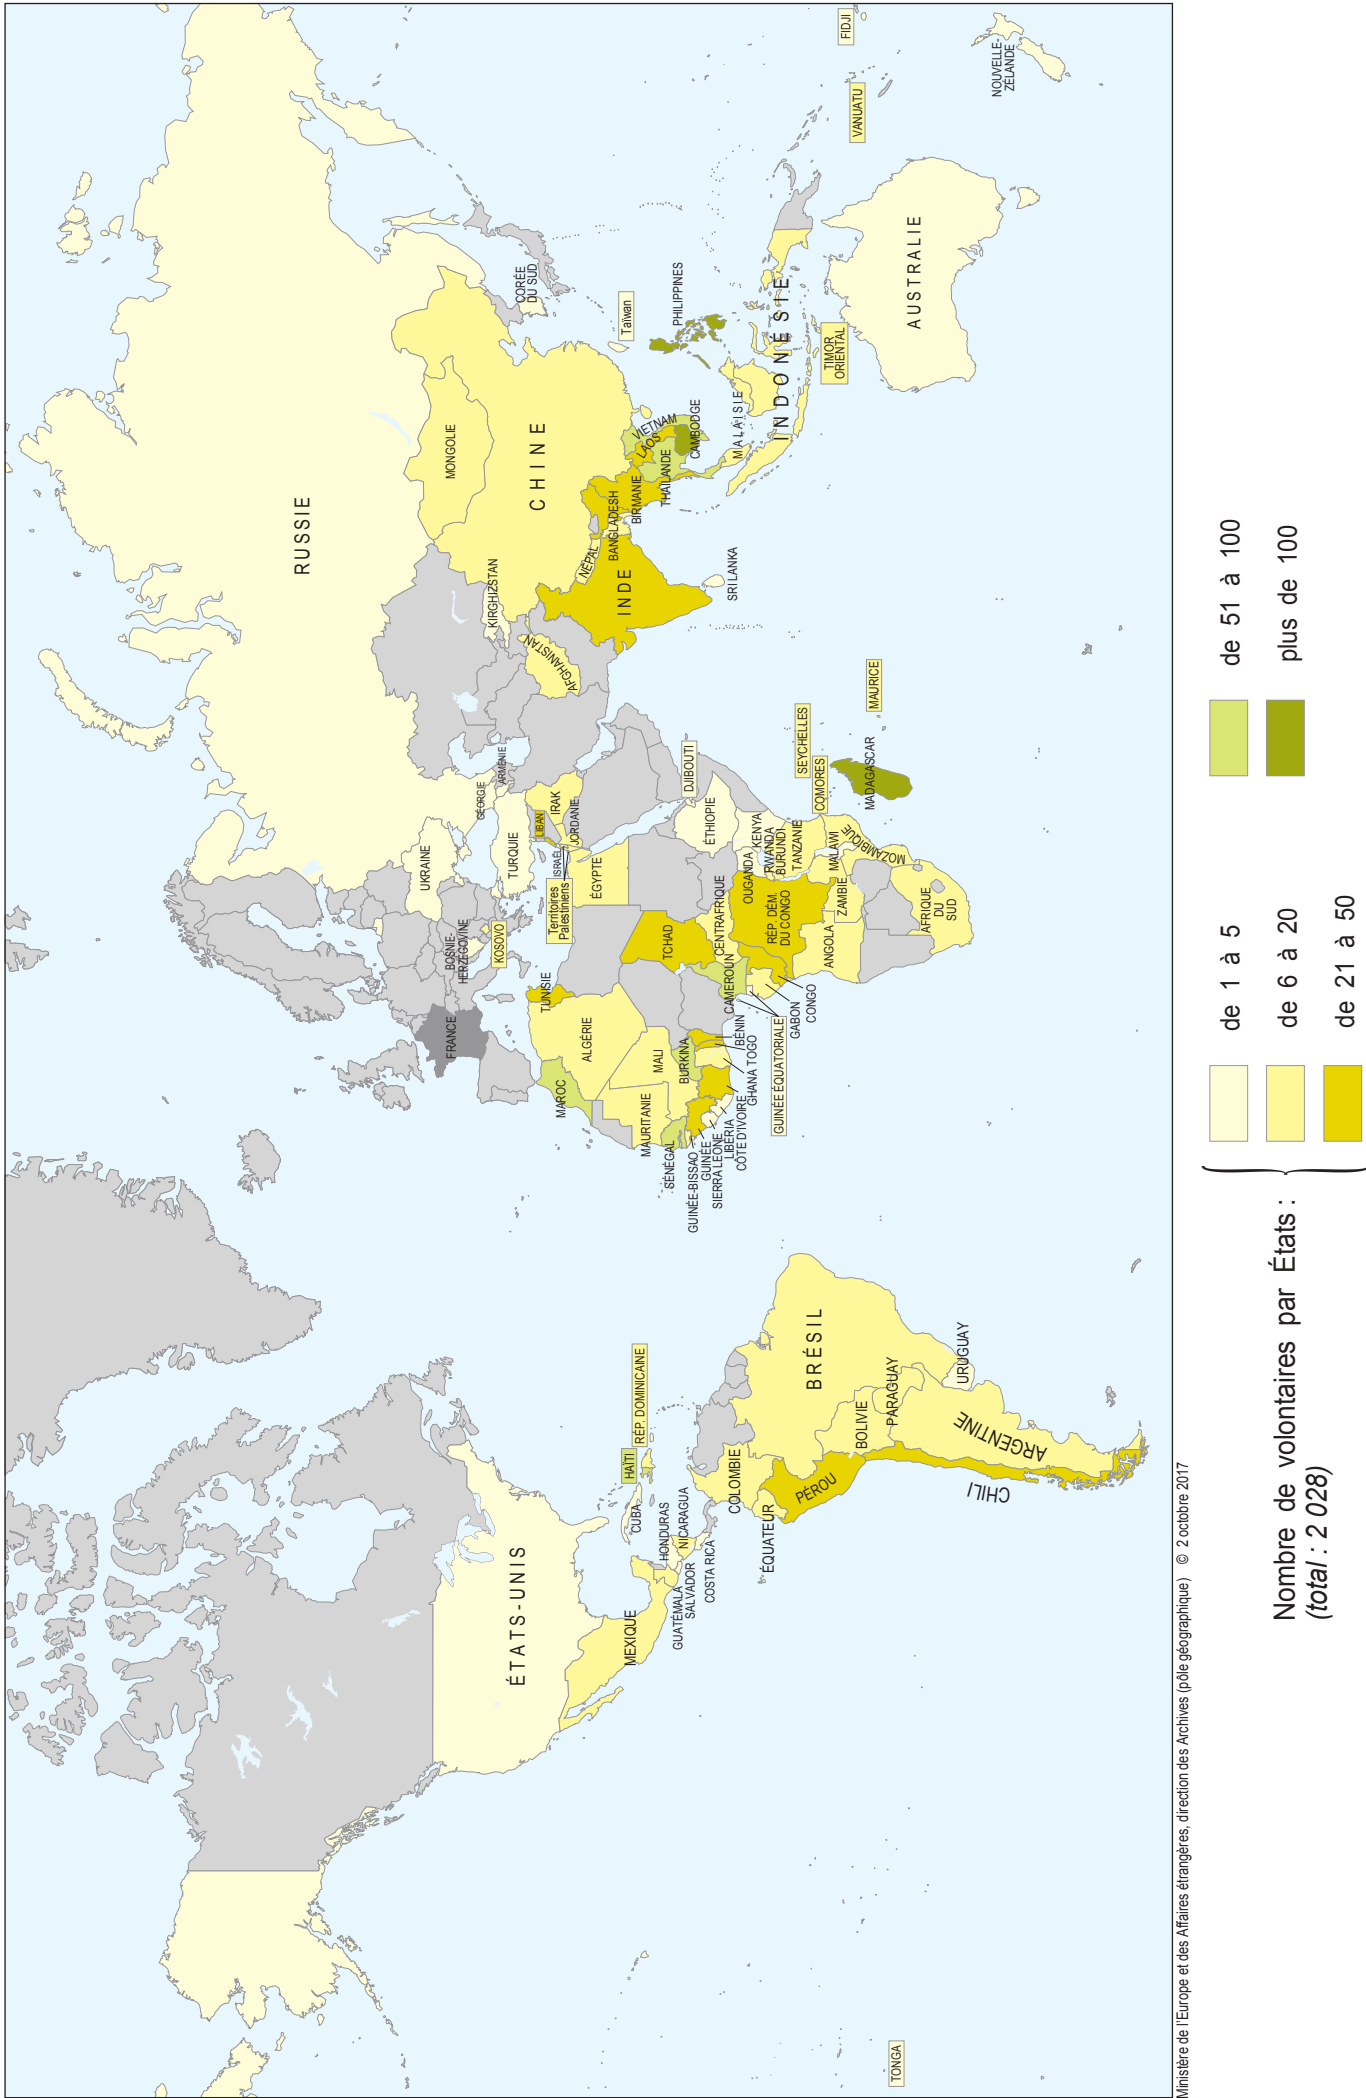 RUSSIE
MONGOLIE
CHINE
CORÉE
DU SUD
Taïwan
KIRGHIZSTAN
AFGHANISTAN
NÉPAL
INDE
BANGLADESH
BIRMANIE
THAÏLANDE
LAOS
VIETNAM
CAMBODGE
PHILIPPINES
MALAISIE
INDONÉSIE
TIMOR
ORIENTAL
SRI LANKA
AUSTRALIE
NOUVELLE-
ZÉLANDE
VANUATU
FIDJI
UKRAINE
GÉORGIE
ARMÉNIE
TURQUIE
BOSNIE-
HERZÉGOVINE
KOSOVO
FRANCE
LIBAN
IRAK
JORDANIE
ISRAËL
Territoires
Palestiniens
ÉGYPTE
TUNISIE
ALGÉRIE
MAROC
MAURITANIE
MALI
SÉNÉGAL
GUINÉE-BISSAO
GUINÉE
SIERRA LEONE
LIBÉRIA
CÔTE D'IVOIRE
BURKINA
GHANA
TOGO
BÉNIN
TCHAD
CAMEROUN
CENTRAFRIQUE
GUINÉE ÉQUATORIALE
GABON
CONGO
RÉP. DÉM.
DU CONGO
OUGANDA
RWANDA
BURUNDI
KENYA
ÉTHIOPIE
DJIBOUTI
TANZANIE
ANGOLA
ZAMBIE
MALAWI
MOZAMBIQUE
AFRIQUE
DU
SUD
COMORES
SEYCHELLES
MADAGASCAR
MAURICE
ÉTATS-UNIS
MEXIQUE
CUBA
HAÏTI
RÉP. DOMINICAINE
GUATÉMALA
SALVADOR
HONDURAS
NICARAGUA
COSTA RICA
COLOMBIE
ÉQUATEUR
PÉROU
BRÉSIL
BOLIVIE
PARAGUAY
URUGUAY
ARGENTINE
CHILI
TONGA
Ministère de l'Europe et des Affaires étrangères, direction des Archives (pôle géographique) © 2 octobre 2017
Nombre de volontaires par États :
(total : 2 028)
de 1 à 5
de 6 à 20
de 21 à 50
de 51 à 100
plus de 100